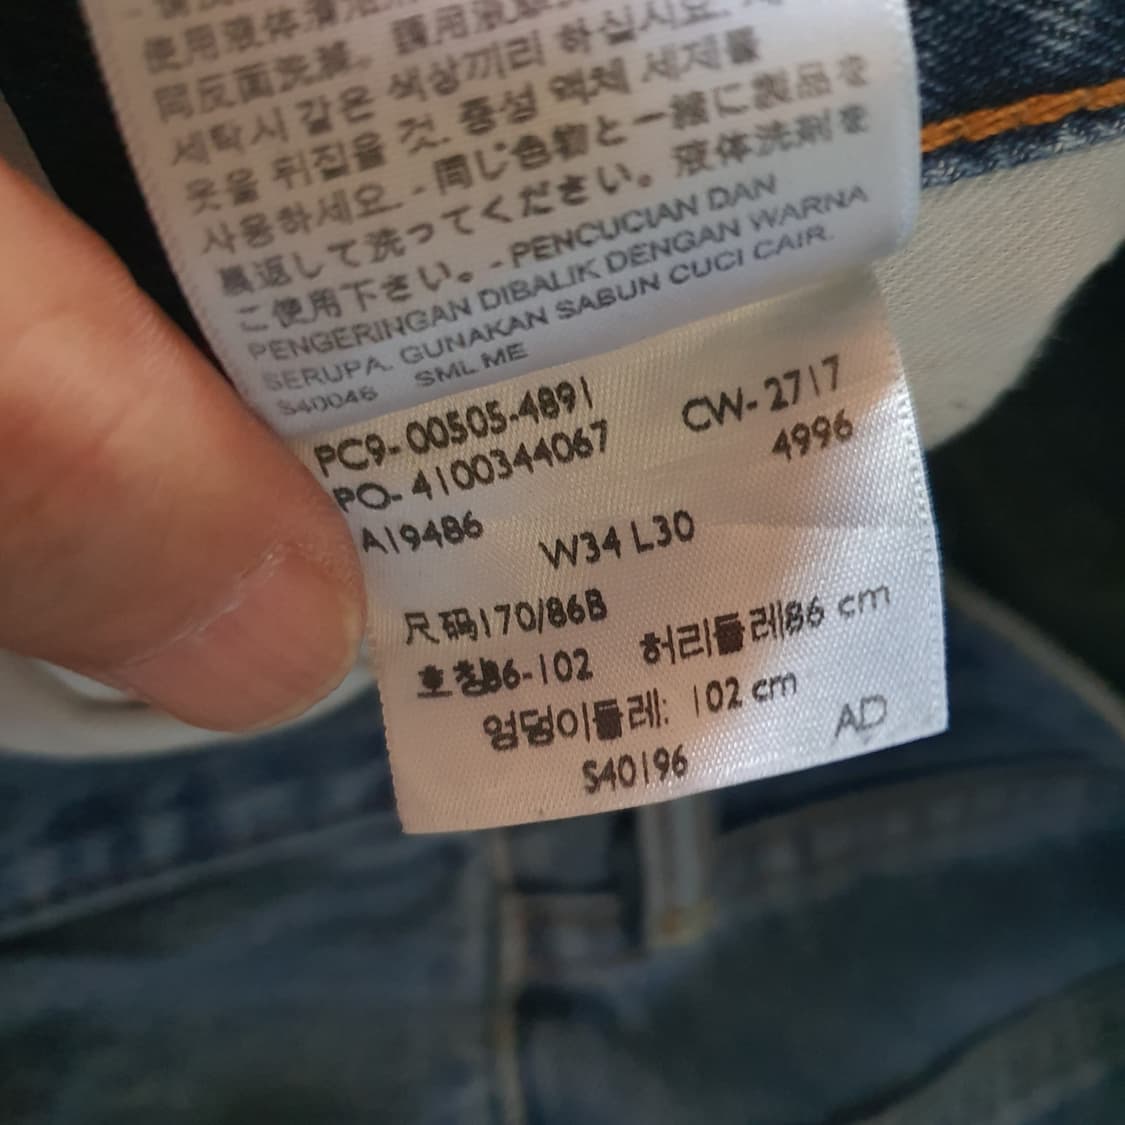 使用液体
同反面洗滌。請用液
세탁시 같은 색상끼리 하십시오.
옷을 뒤집을 것. 중성 액체 세제를
사용하세요. - 同じ色物と一緒に製品を
裏返して洗ってください。液体洗剤を
ご使用下さい。 - PENCUCIAN DAN
PENGERINGAN DIBALIK DENGAN WARNA
SERUPA. GUNAKAN SABUN CUCI CAIR.
S40046 SML ME
PC9- 00505-4891 CW- 2717
PO- 4100344067 4996
A19486 W34 L30
尺码170/86B
호칭86-102 허리둘레86 cm
엉덩이둘레: 102 cm
S40196 AD